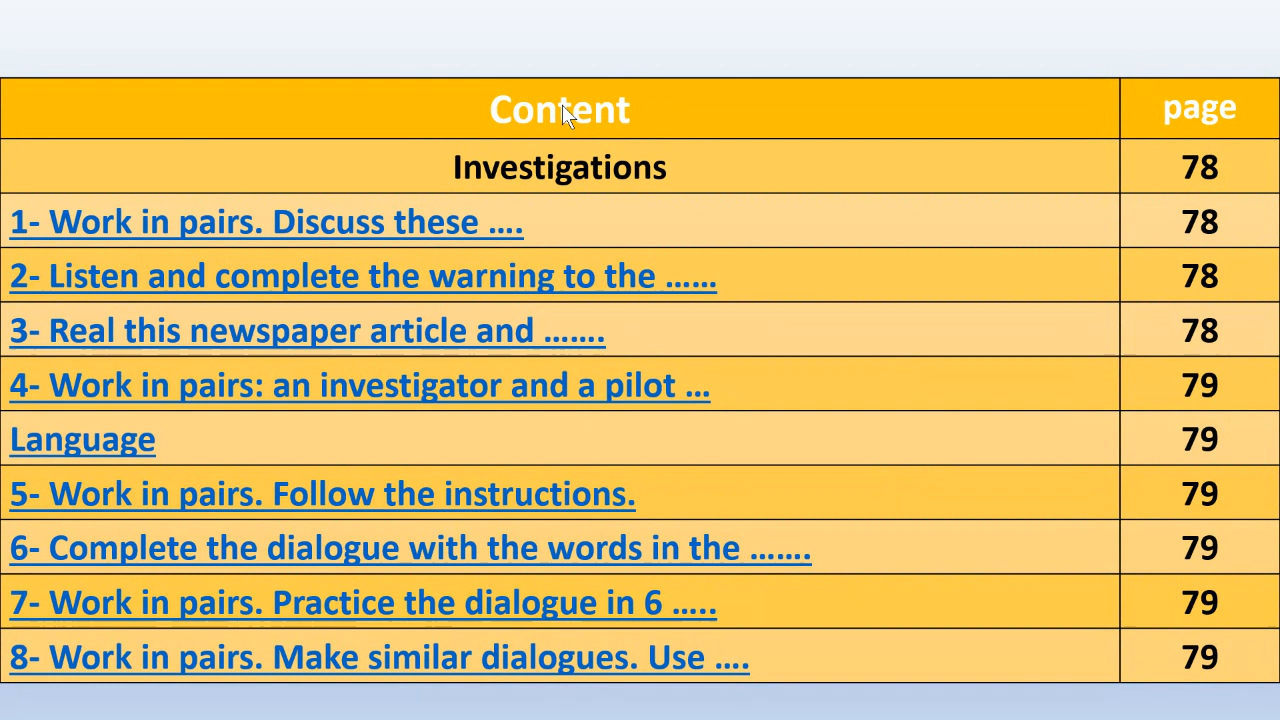 Content page
Investigations 78
1- Work in pairs. Discuss these …. 78
2- Listen and complete the warning to the …... 78
3- Real this newspaper article and ……. 78
4- Work in pairs: an investigator and a pilot … 79
Language 79
5- Work in pairs. Follow the instructions. 79
6- Complete the dialogue with the words in the ……. 79
7- Work in pairs. Practice the dialogue in 6 ….. 79
8- Work in pairs. Make similar dialogues. Use …. 79